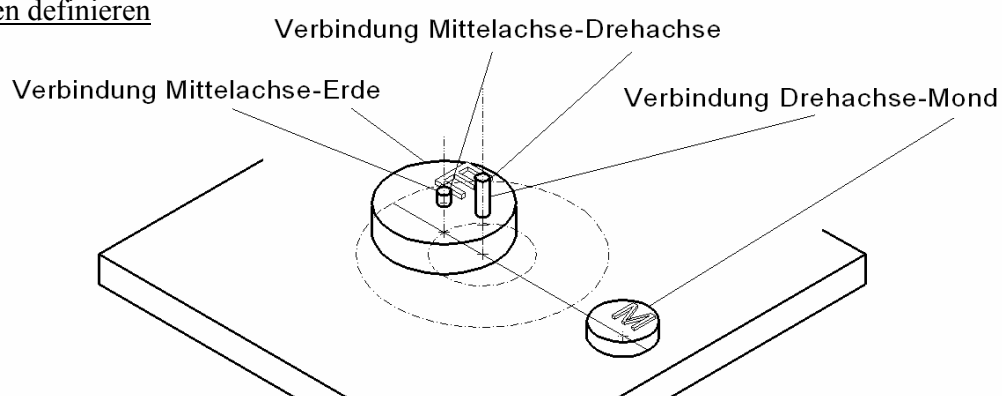 en definieren
Verbindung Mittelachse-Drehachse
Verbindung Mittelachse-Erde
Verbindung Drehachse-Mond
E
M